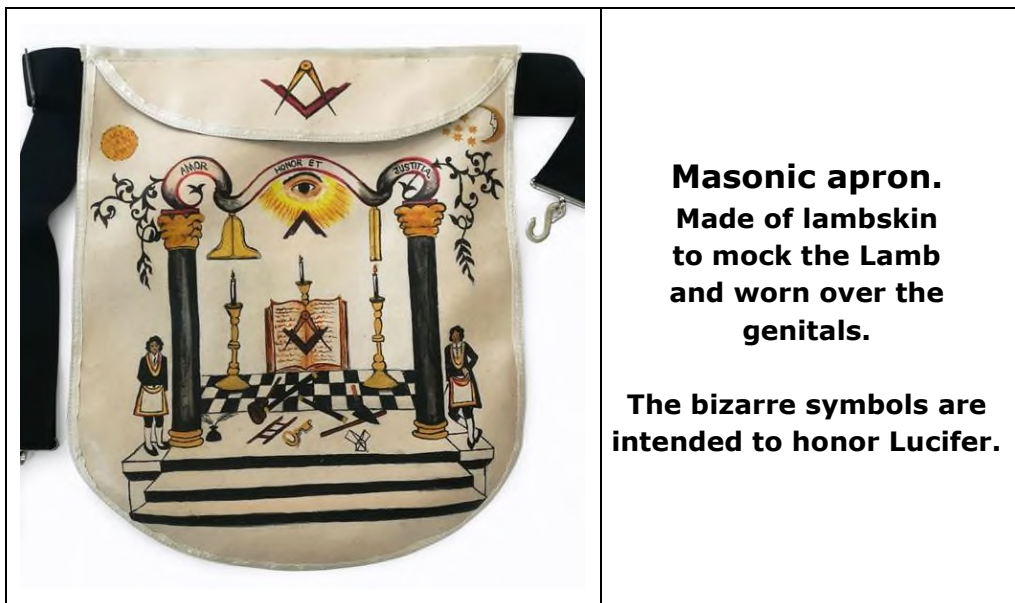 AMOR HONOR ET JUSTITIA
Masonic apron.
Made of lambskin
to mock the Lamb
and worn over the
genitals.
The bizarre symbols are
intended to honor Lucifer.